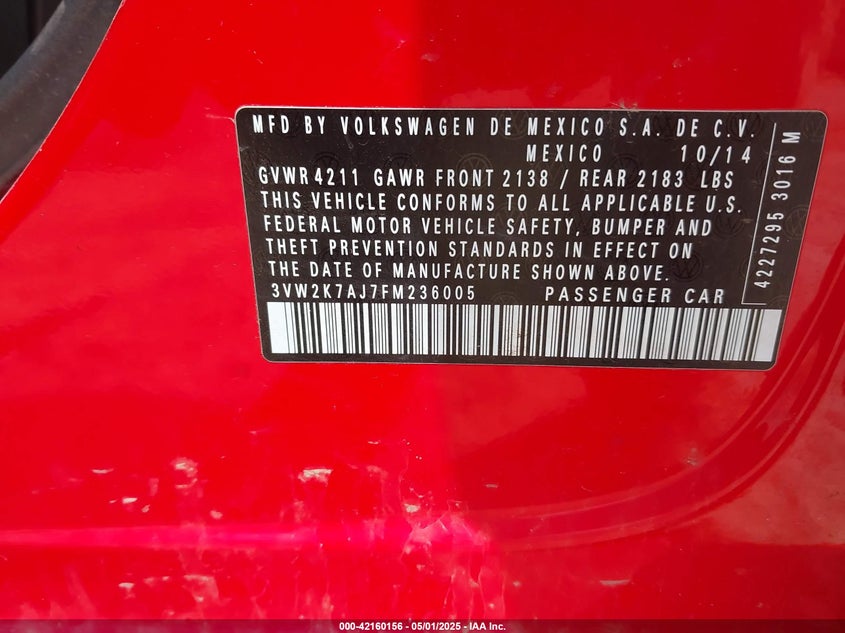 MFD BY VOLKSWAGEN DE MEXICO S.A. DE C.V.
MEXICO 10/14
GVWR 4211 GAWR FRONT 2138 / REAR 2183 LBS
THIS VEHICLE CONFORMS TO ALL APPLICABLE U.S.
FEDERAL MOTOR VEHICLE SAFETY, BUMPER AND
THEFT PREVENTION STANDARDS IN EFFECT ON
THE DATE OF MANUFACTURE SHOWN ABOVE.
3VW2K7AJ7FM236005 PASSENGER CAR
4227295 3016 M
000-42160156 - 05/01/2025 - IAA Inc.